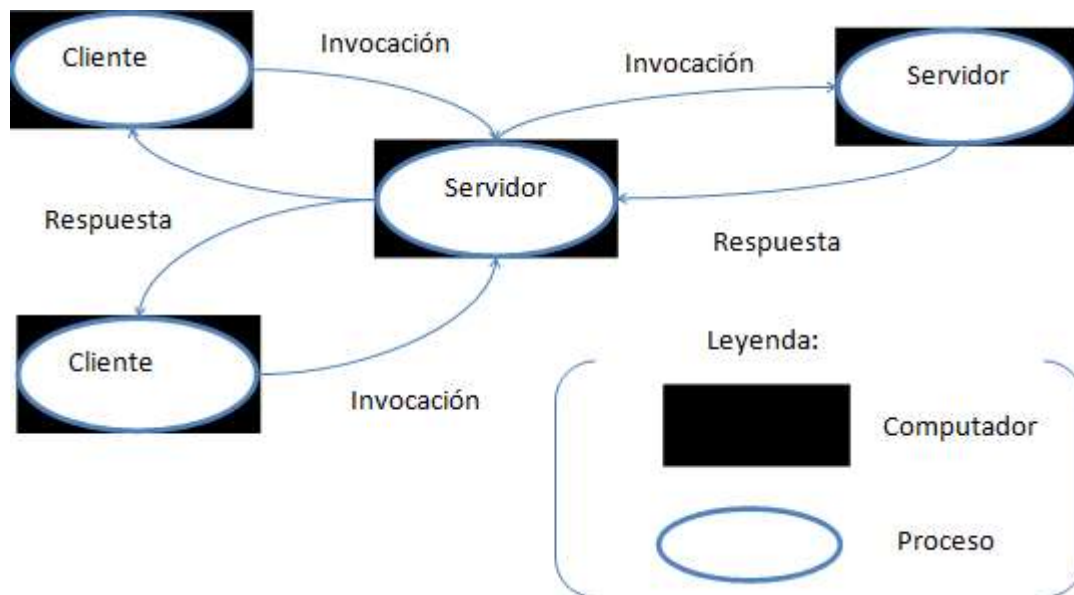 Cliente
Invocación
Invocación
Servidor
Servidor
Respuesta
Respuesta
Cliente
Invocación
Leyenda:
Computador
Proceso